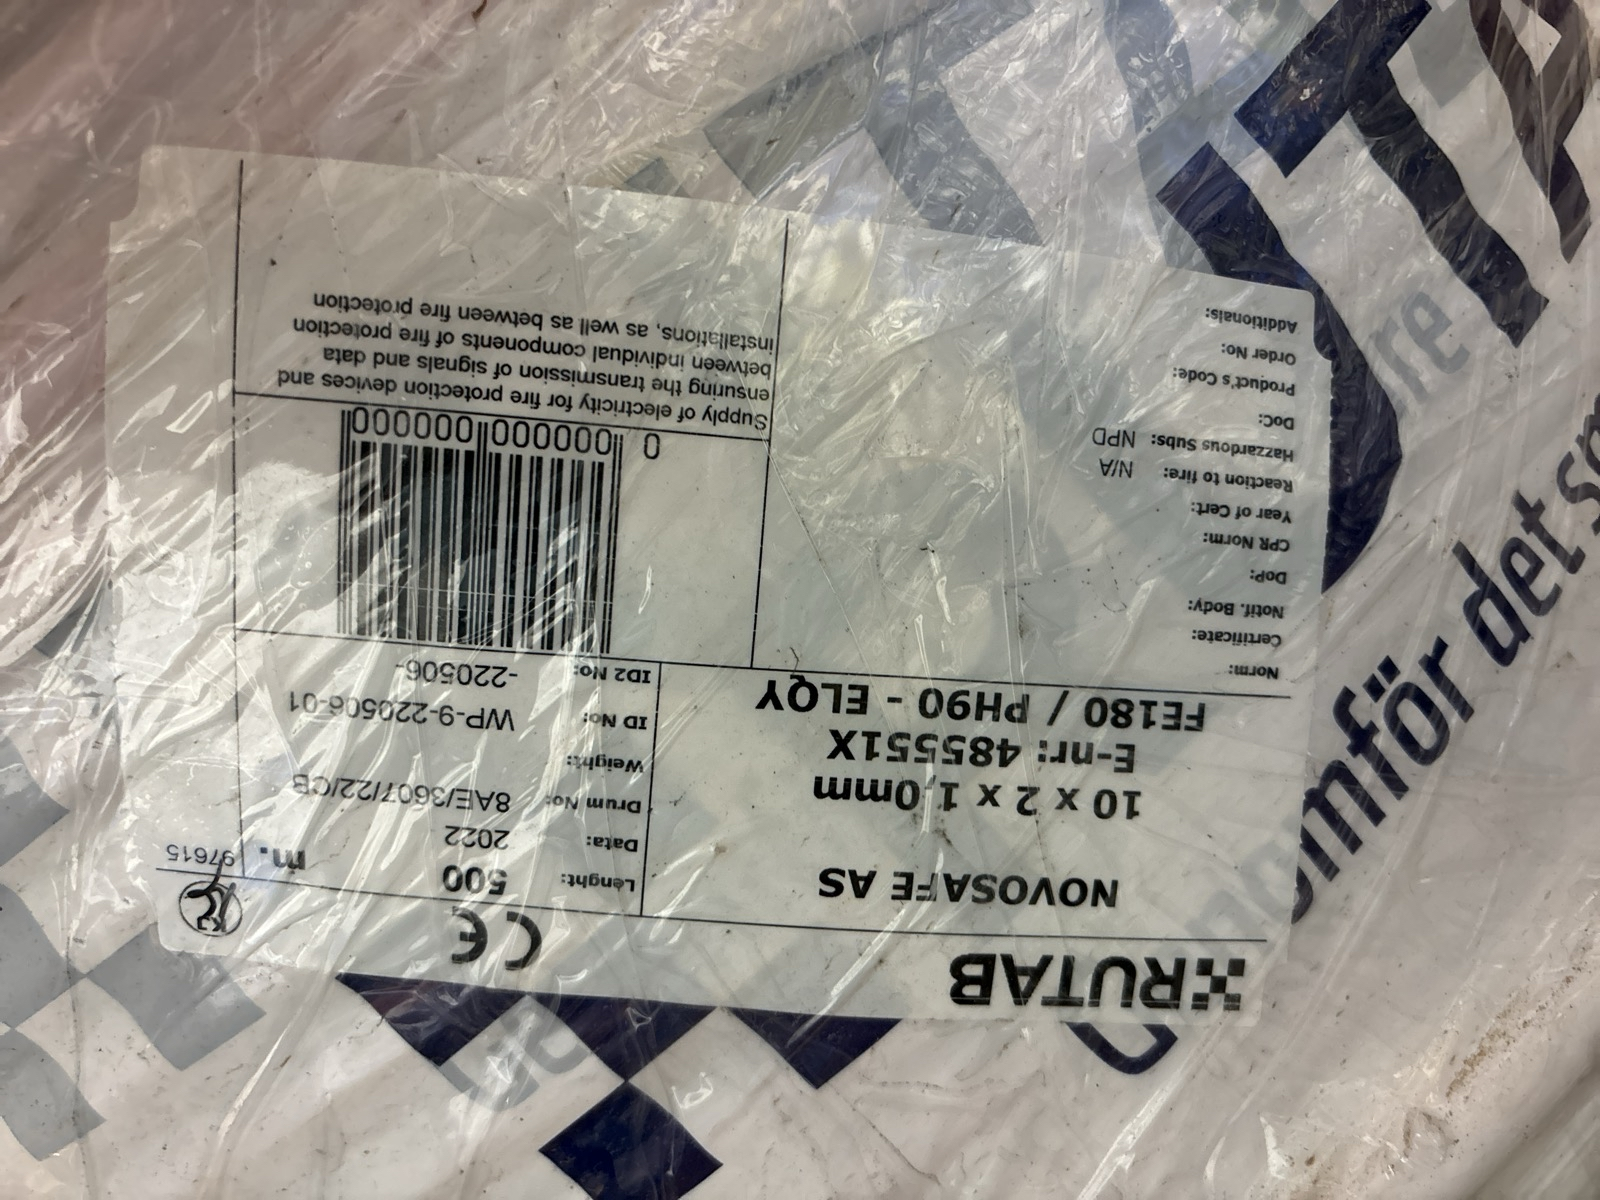 RUTAB
CE
NOVOSAFE AS
10 x 2 x 1,0mm
E-nr: 485551X
FE180 / PH90 - ELQY
Lenght: 500 m.
97615
Data: 2022
Drum No: 8AE/3607/22/CB
Weight:
ID No: WP-9-220506-01
ID2 No: -220506-
Norm:
Certificate:
Notif. Body:
DoP:
CPR Norm:
Year of Cert:
Reaction to fire: N/A
Hazzardous Subs: NPD
DoC:
Product's Code:
Order No:
Additionals:
0 000000 000000
Supply of electricity for fire protection devices and
ensuring the transmission of signals and data
between individual components of fire protection
installations, as well as between fire protection
det